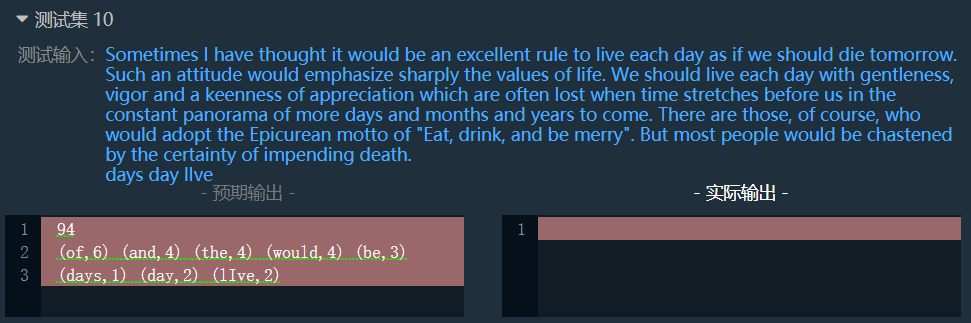 测试集 10
测试输入：Sometimes I have thought it would be an excellent rule to live each day as if we should die tomorrow.
Such an attitude would emphasize sharply the values of life. We should live each day with gentleness,
vigor and a keenness of appreciation which are often lost when time stretches before us in the
constant panorama of more days and months and years to come. There are those, of course, who
would adopt the Epicurean motto of "Eat, drink, and be merry". But most people would be chastened
by the certainty of impending death.
days day lIve
- 预期输出 -
- 实际输出 -
1 94
2 (of,6) (and,4) (the,4) (would,4) (be,3)
3 (days,1) (day,2) (lIve,2)
1